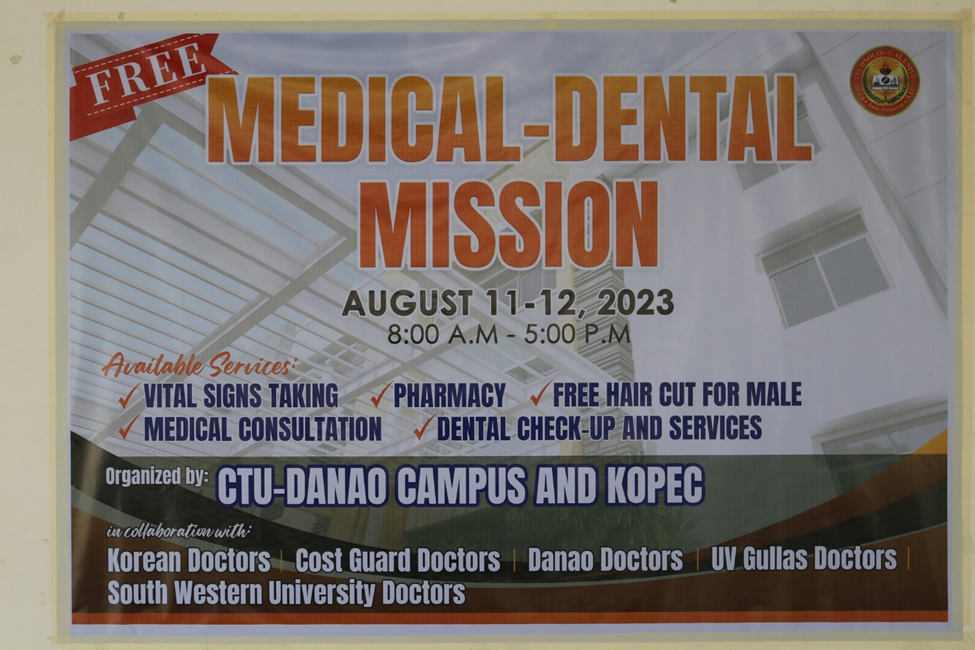 FREE
MEDICAL-DENTAL
MISSION
AUGUST 11-12, 2023
8:00 A.M - 5:00 P.M
Available Services:
VITAL SIGNS TAKING PHARMACY FREE HAIR CUT FOR MALE
MEDICAL CONSULTATION DENTAL CHECK-UP AND SERVICES
Organized by: CTU-DANAO CAMPUS AND KOPEC
in collaboration with:
Korean Doctors | Cost Guard Doctors | Danao Doctors | UV Gullas Doctors |
South Western University Doctors